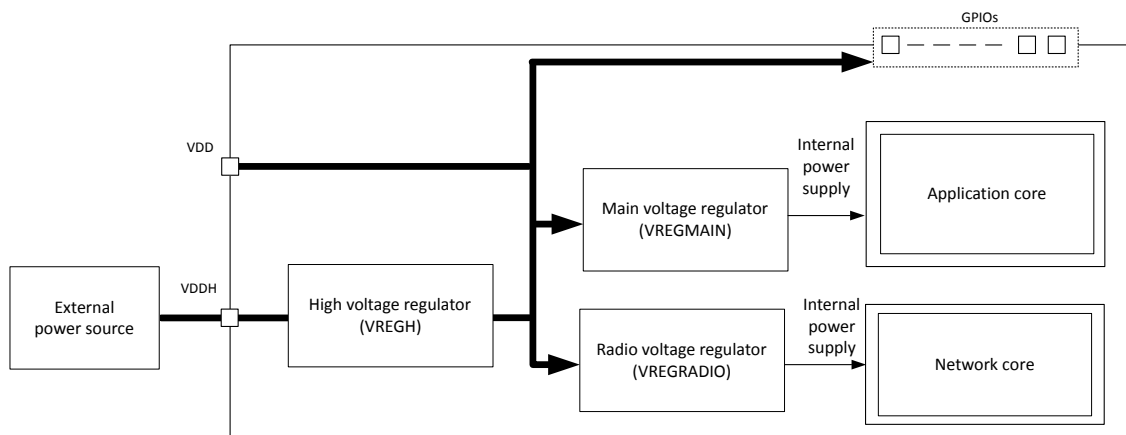 GPIOs
VDD
Internal
power
supply
Main voltage regulator
(VREGMAIN)
Application core
VDDH
External
power source
High voltage regulator
(VREGH)
Radio voltage regulator
(VREGRADIO)
Internal
power
supply
Network core